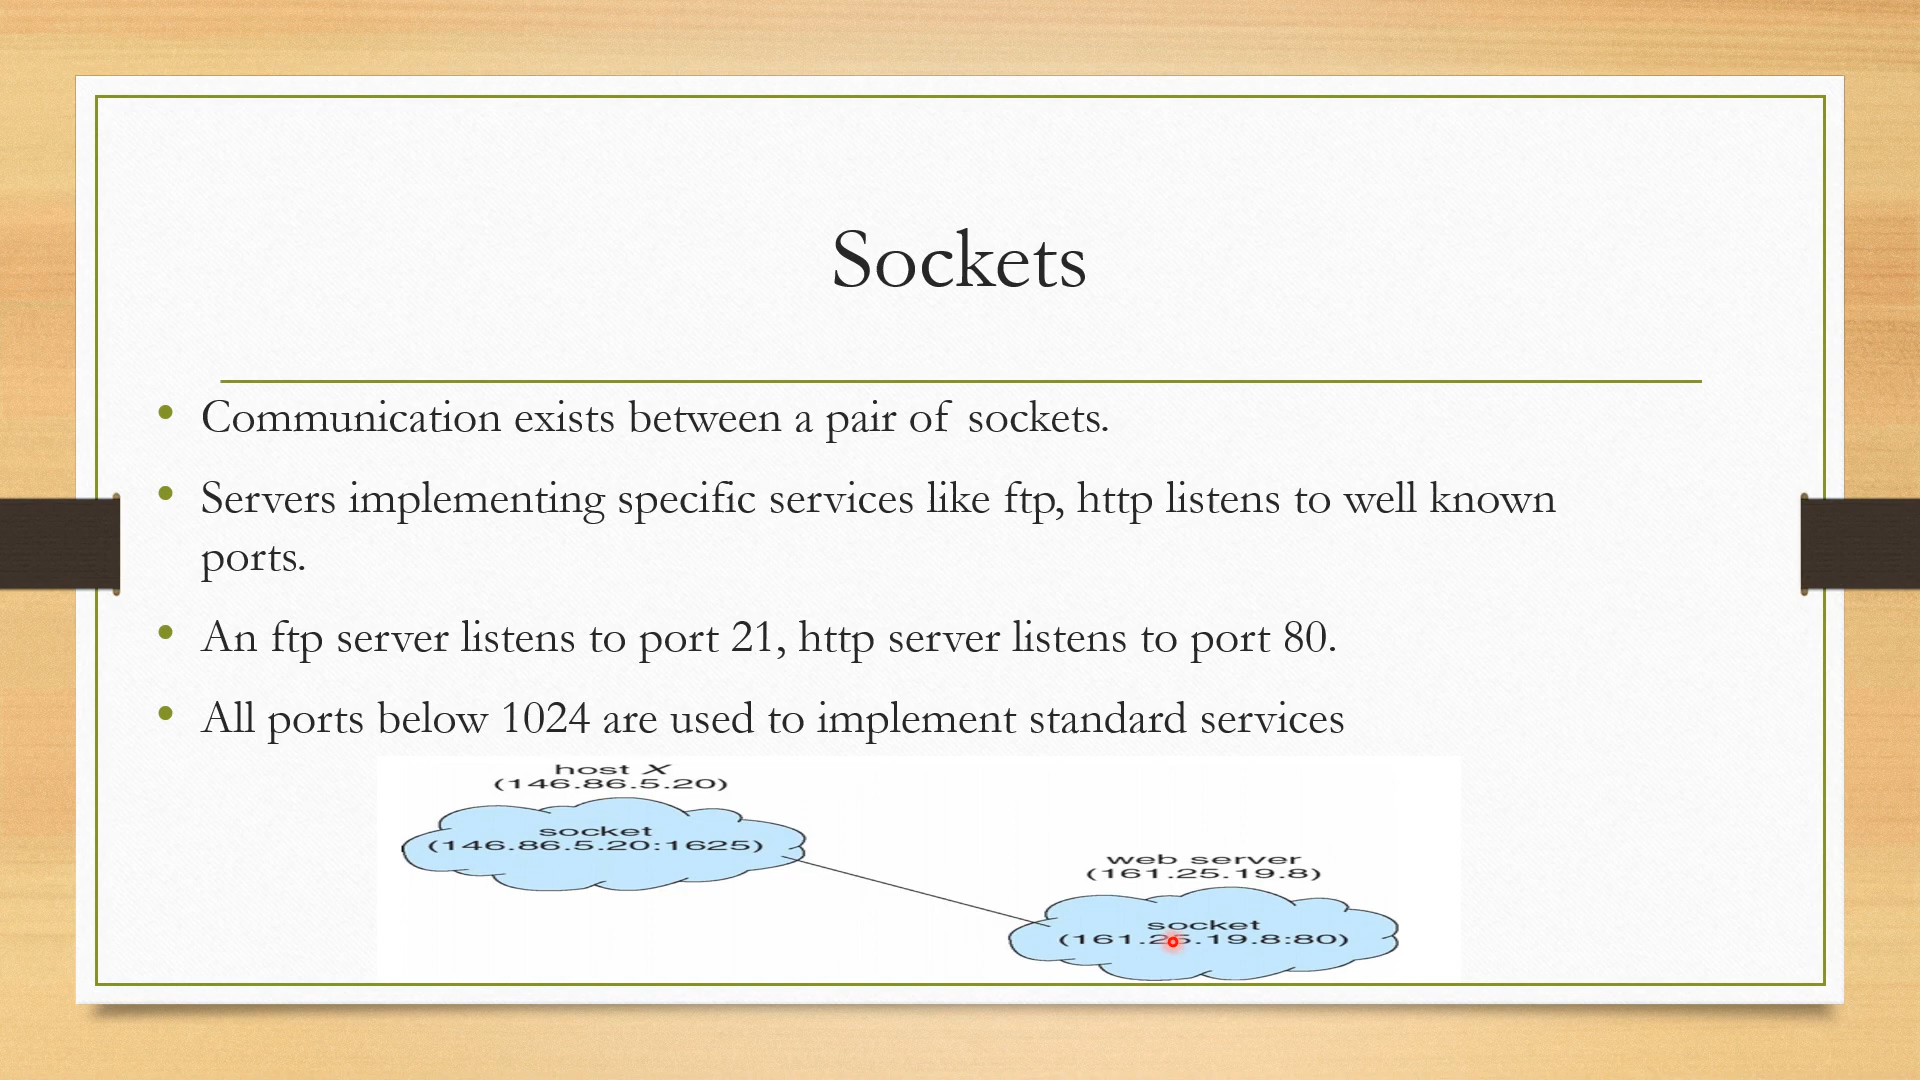 Sockets
• Communication exists between a pair of sockets.
• Servers implementing specific services like ftp, http listens to well known
ports.
• An ftp server listens to port 21, http server listens to port 80.
• All ports below 1024 are used to implement standard services
host X
(146.86.5.20)
socket
(146.86.5.20:1625)
web server
(161.25.19.8)
socket
(161.25.19.8:80)